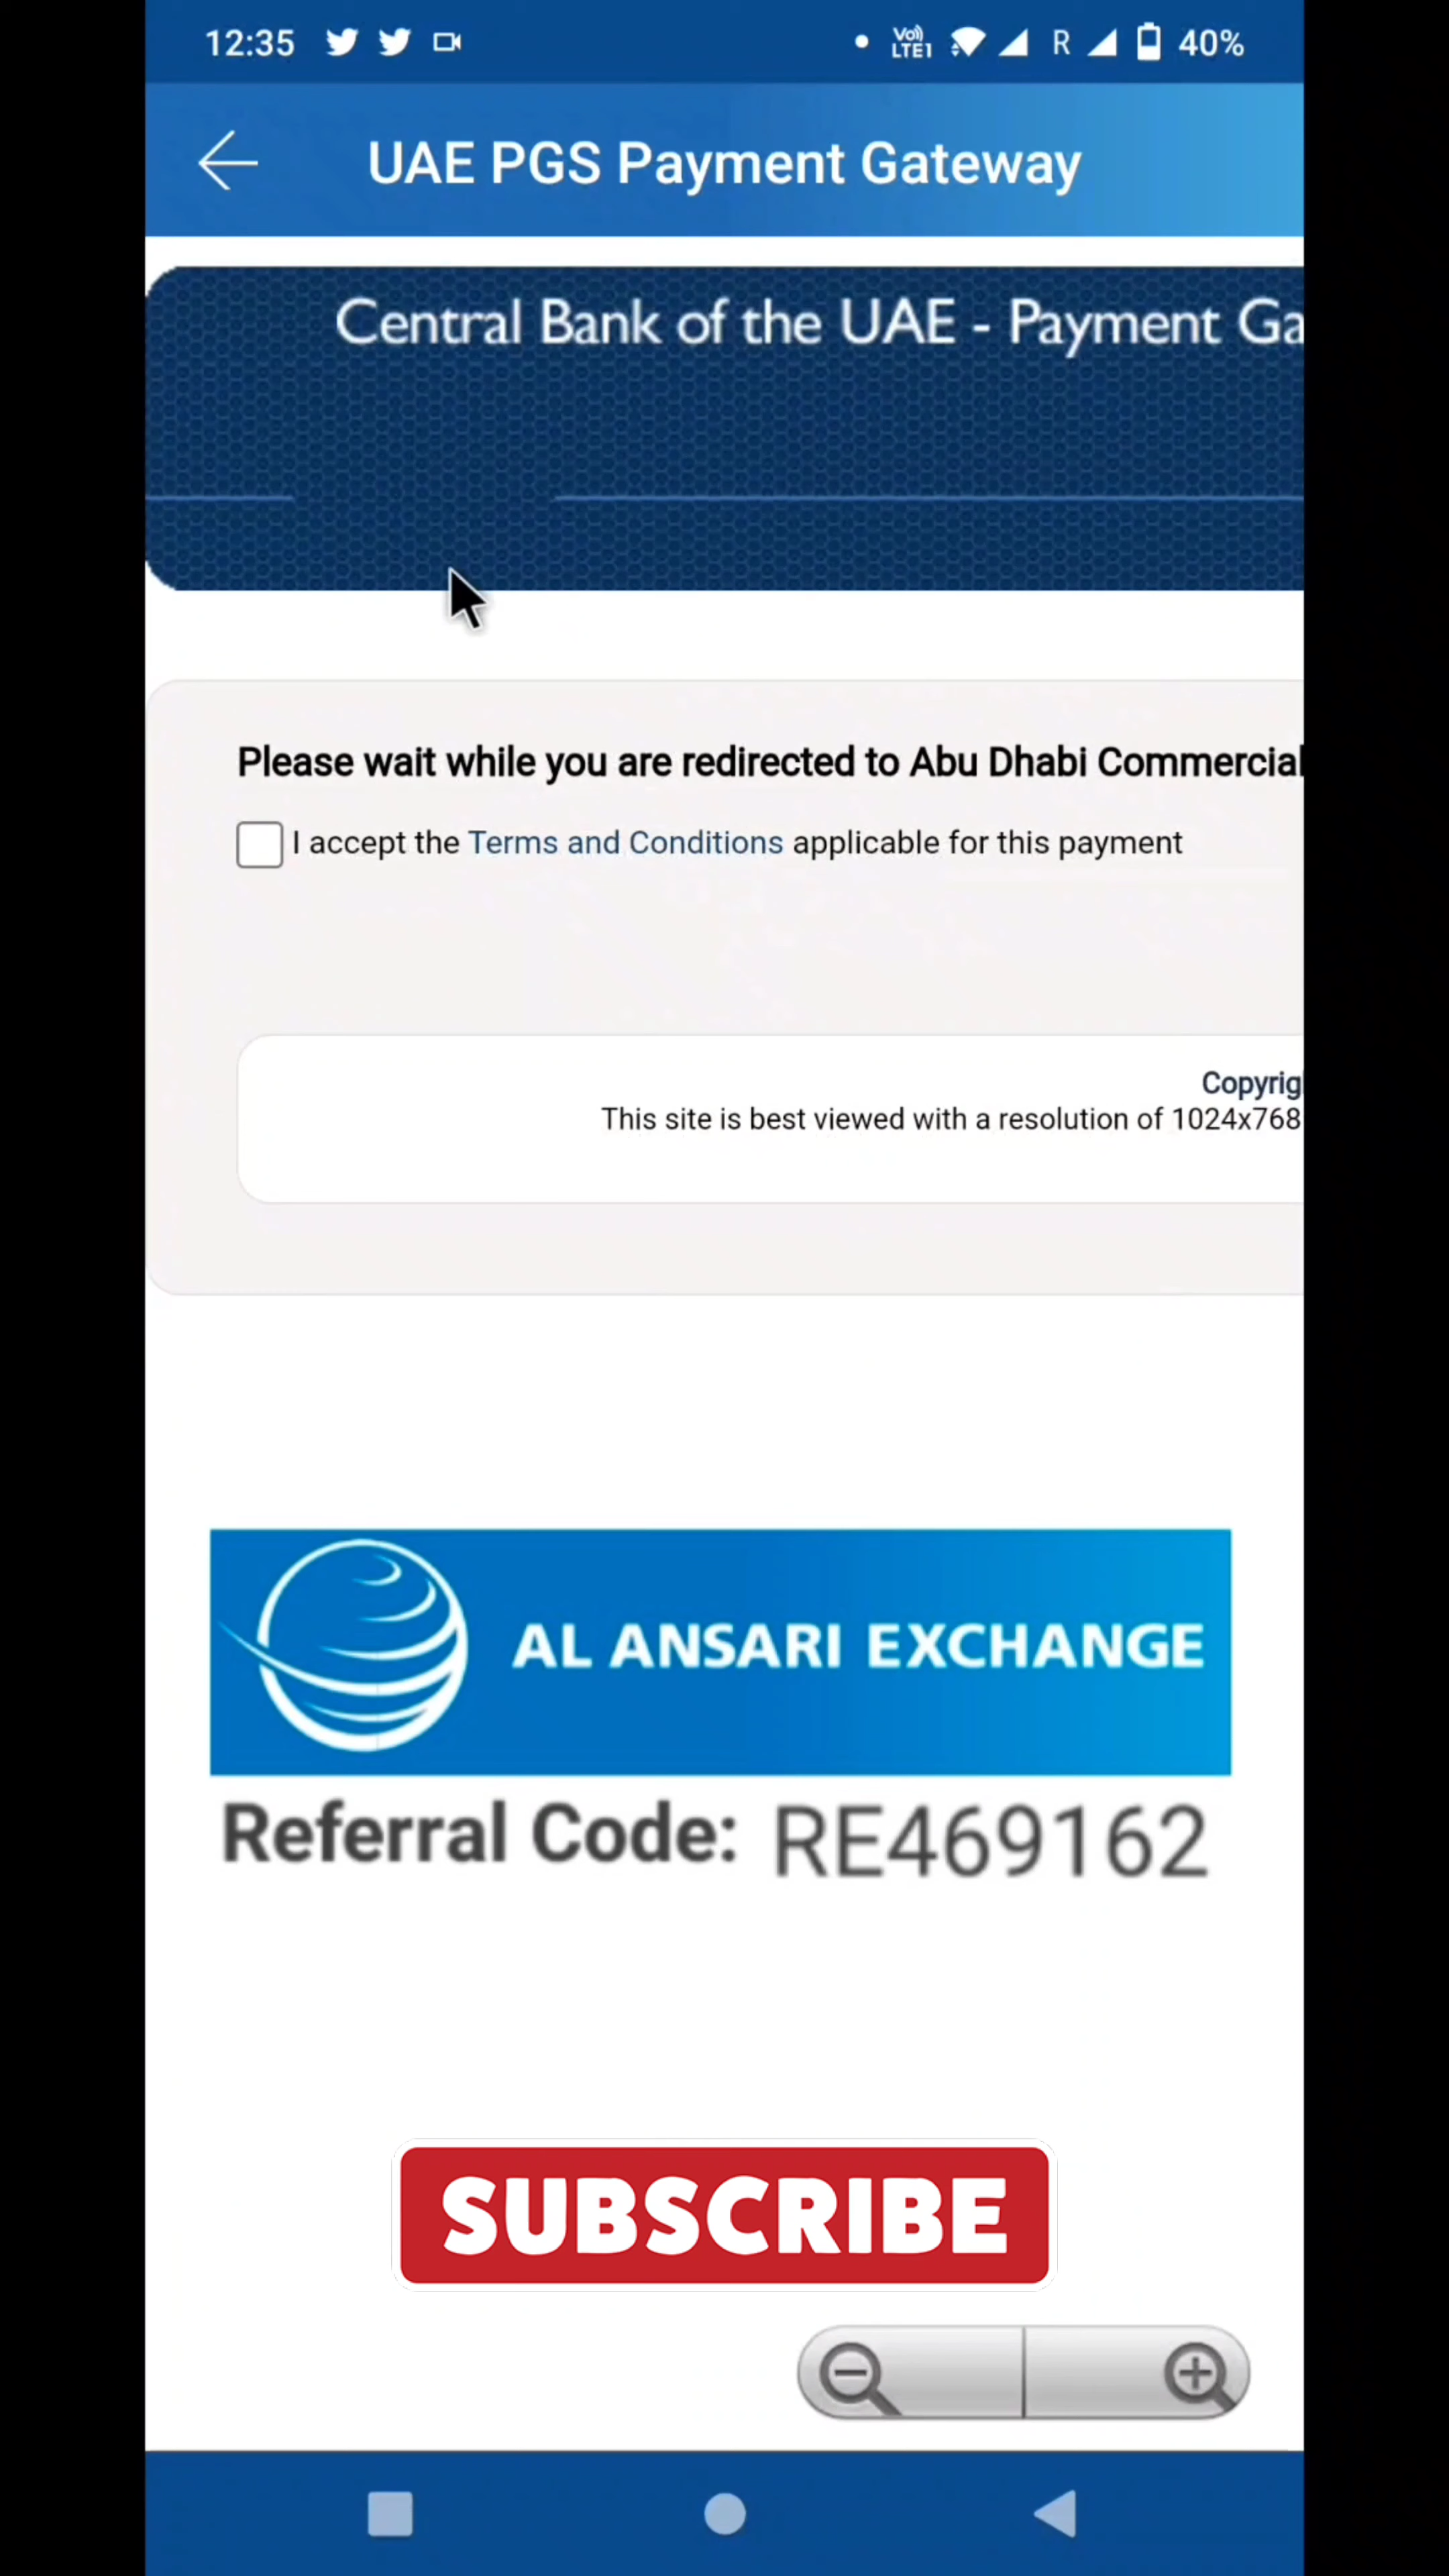 12:35 Vo) LTE1 R 40%
UAE PGS Payment Gateway
Central Bank of the UAE - Payment Ga
Please wait while you are redirected to Abu Dhabi Commercial
I accept the Terms and Conditions applicable for this payment
Copyrig
This site is best viewed with a resolution of 1024x768
AL ANSARI EXCHANGE
Referral Code: RE469162
SUBSCRIBE